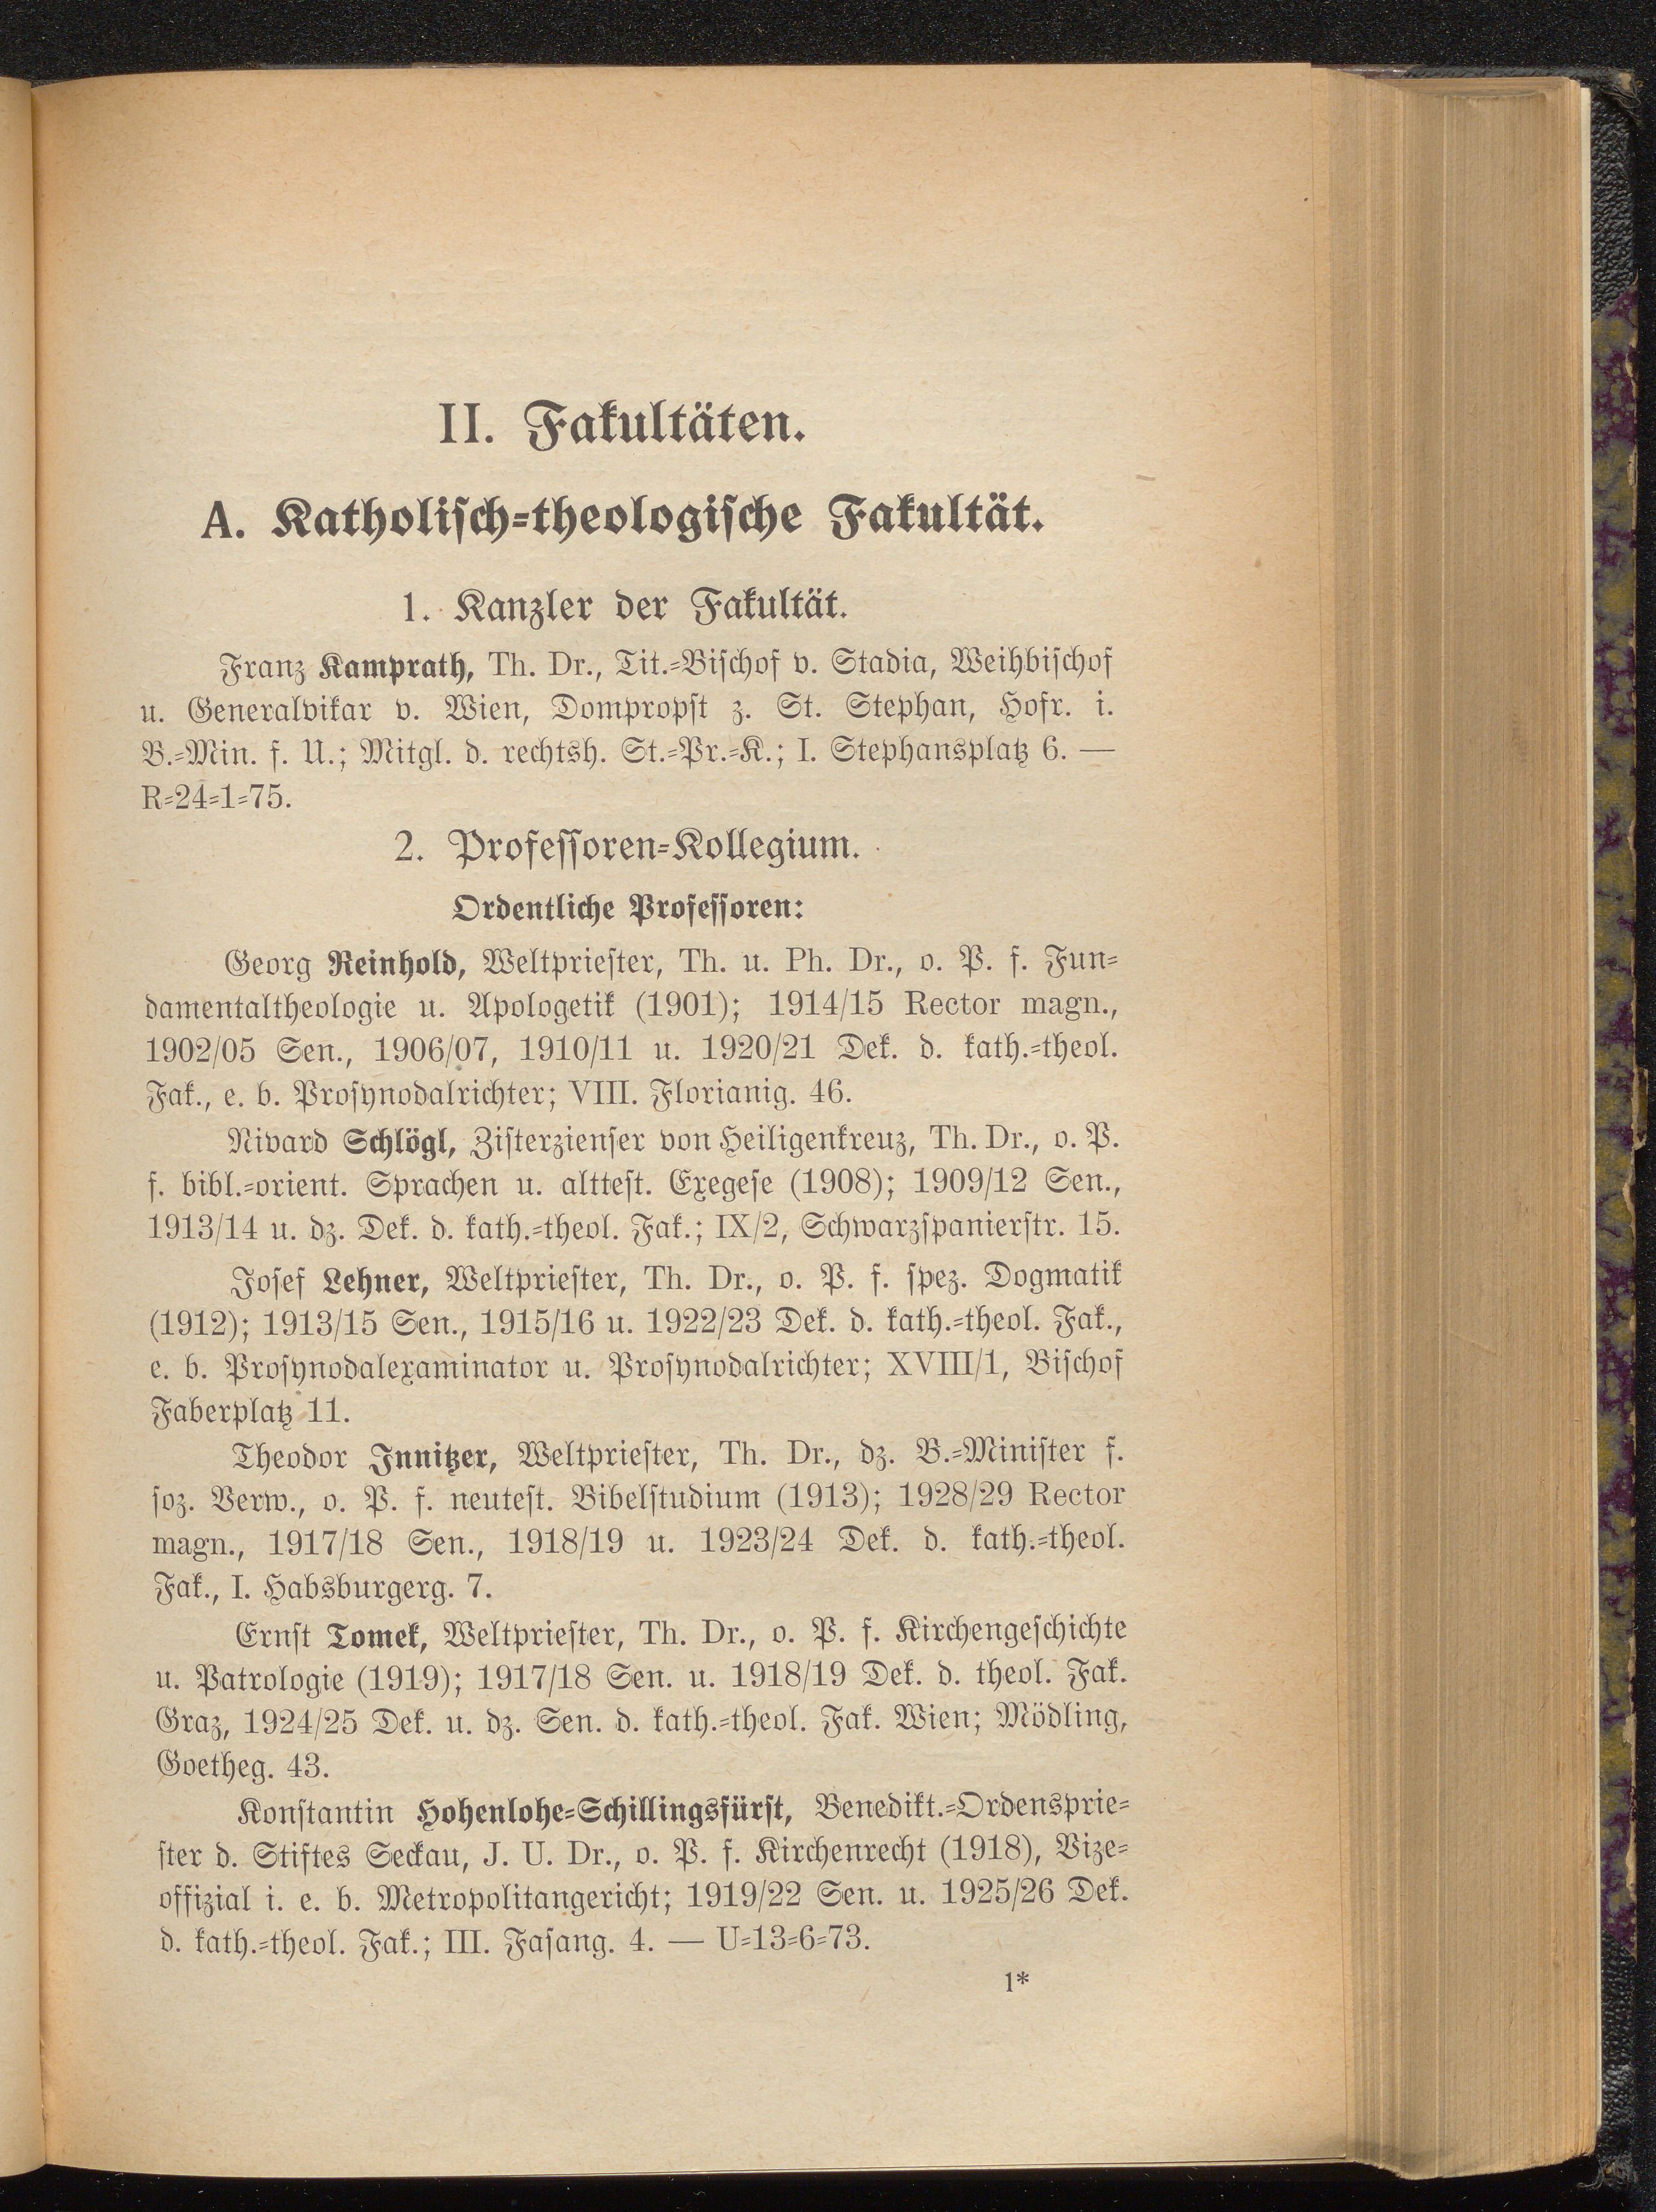 II. Fakultäten.
A. Katholisch-theologische Fakultät.
1. Kanzler der Fakultät.
Franz Kamprath, Th. Dr., Tit.-Bischof v. Stadia, Weihbischof
u. Generalvikar v. Wien, Dompropst z. St. Stephan, Hofr. i.
B.-Min. f. U.; Mitgl. d. rechtsh. St.-Pr.-K.; I. Stephansplatz 6. —
R-24-1-75.
2. Professoren-Kollegium.
Ordentliche Professoren:
Georg Reinhold, Weltpriester, Th. u. Ph. Dr., o. P. f. Fun-
damentaltheologie u. Apologetik (1901); 1914/15 Rector magn.,
1902/05 Sen., 1906/07, 1910/11 u. 1920/21 Dek. d. kath.-theol.
Fak., e. b. Prosynodalrichter; VIII. Florianig. 46.
Nivard Schlögl, Zisterzienser von Heiligenkreuz, Th. Dr., o. P.
f. bibl.-orient. Sprachen u. alttest. Exegese (1908); 1909/12 Sen.,
1913/14 u. dz. Dek. d. kath.-theol. Fak.; IX/2, Schwarzspanierstr. 15.
Josef Lehner, Weltpriester, Th. Dr., o. P. f. spez. Dogmatik
(1912); 1913/15 Sen., 1915/16 u. 1922/23 Dek. d. kath.-theol. Fak.,
e. b. Prosynodalexaminator u. Prosynodalrichter; XVIII/1, Bischof
Faberplatz 11.
Theodor Innitzer, Weltpriester, Th. Dr., dz. B.-Minister f.
soz. Verw., o. P. f. neutest. Bibelstudium (1913); 1928/29 Rector
magn., 1917/18 Sen., 1918/19 u. 1923/24 Dek. d. kath.-theol.
Fak., I. Habsburgerg. 7.
Ernst Tomek, Weltpriester, Th. Dr., o. P. f. Kirchengeschichte
u. Patrologie (1919); 1917/18 Sen. u. 1918/19 Dek. d. theol. Fak.
Graz, 1924/25 Dek. u. dz. Sen. d. kath.-theol. Fak. Wien; Mödling,
Goetheg. 43.
Konstantin Hohenlohe-Schillingsfürst, Benedikt.-Ordensprie-
ster d. Stiftes Seckau, J. U. Dr., o. P. f. Kirchenrecht (1918), Vize-
offizial i. e. b. Metropolitangericht; 1919/22 Sen. u. 1925/26 Dek.
d. kath.-theol. Fak.; III. Fasang. 4. — U-13-6-73.
1*